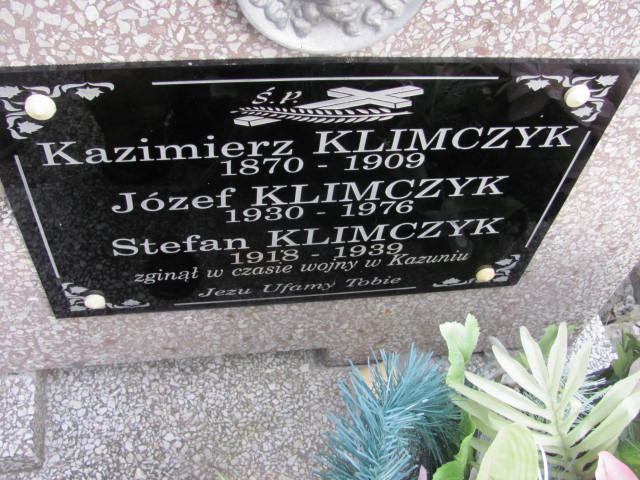 ś.p.
Kazimierz KLIMCZYK
1870 - 1909
Józef KLIMCZYK
1930 - 1976
Stefan KLIMCZYK
1918 - 1939
zginął w czasie wojny w Kazuniu
Jezu Ufamy Tobie